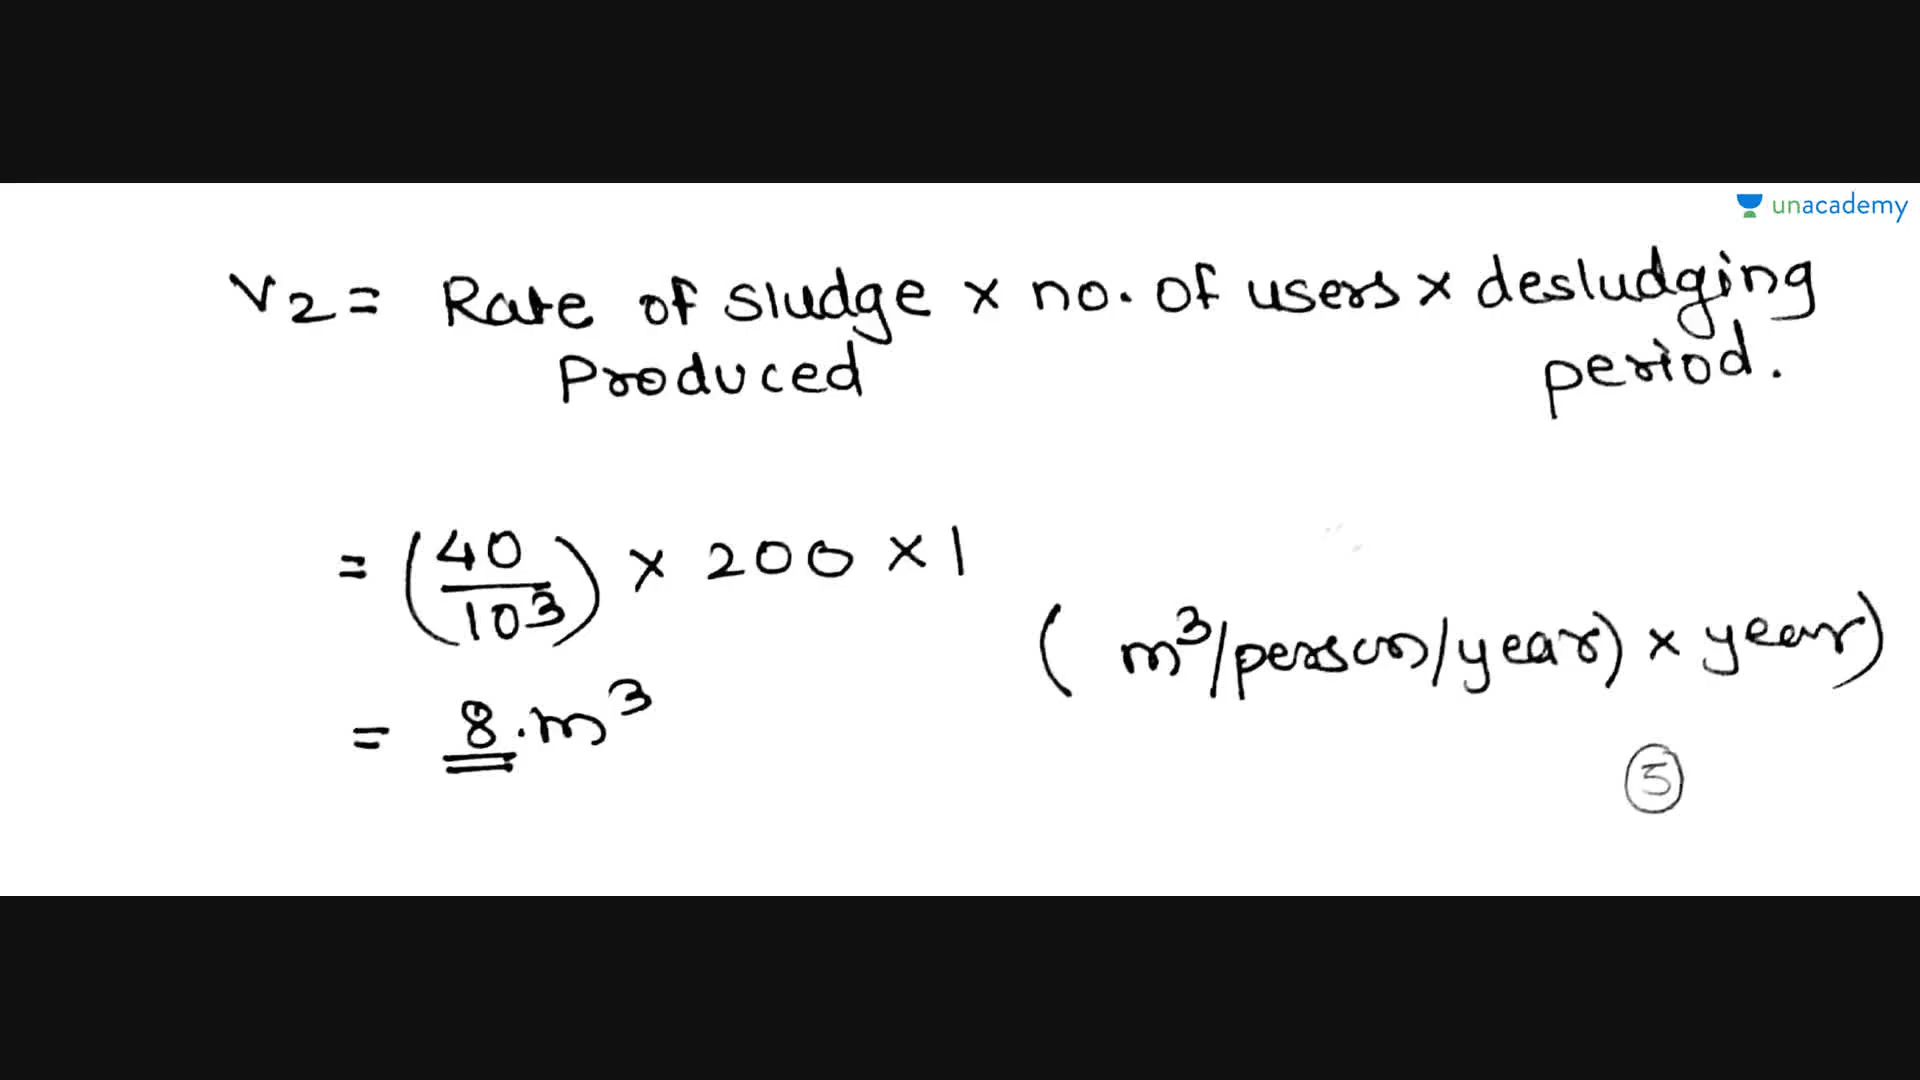 unacademy
V2 = Rate of sludge × no. of users × desludging
Produced period.
= (40/10³) × 200 × 1
(m³/person/year) × year)
= 8.m³
5